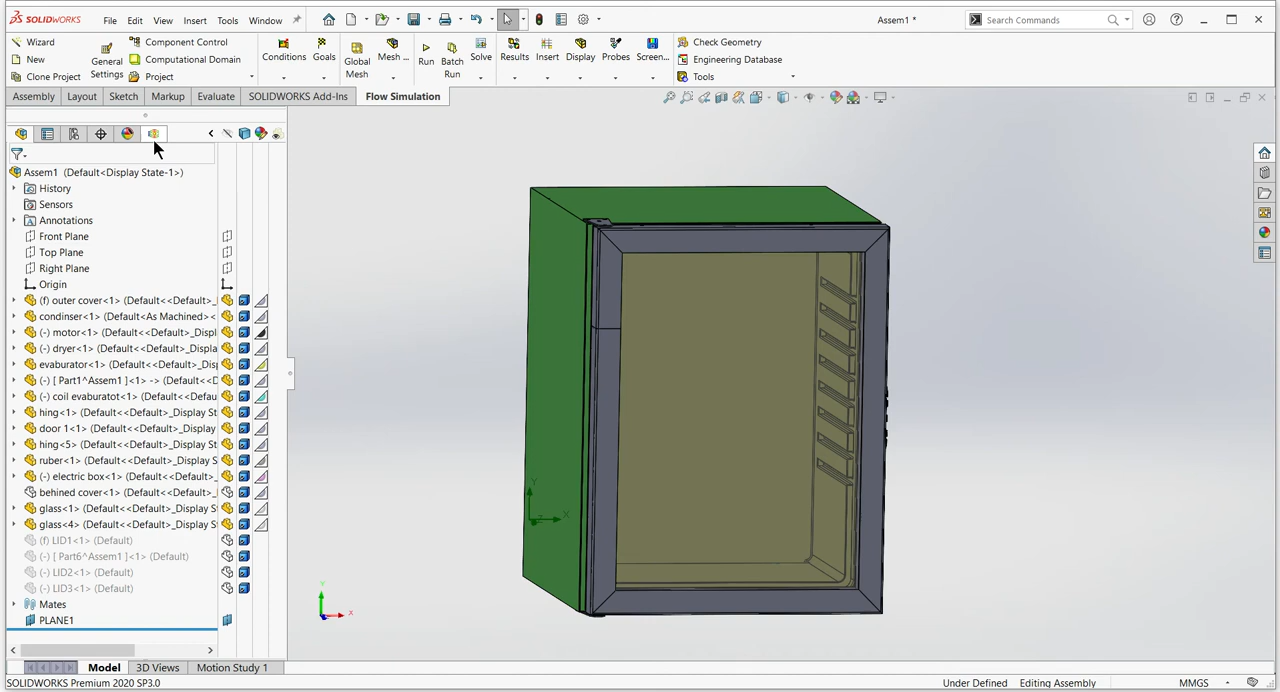 SOLIDWORKS File Edit View Insert Tools Window Assem1 * Search Commands
Wizard
New
Clone Project
General Settings
Component Control
Computational Domain
Project
Conditions
Goals
Global Mesh
Mesh ...
Run
Batch Run
Solve
Results
Insert
Display
Probes
Screen...
Check Geometry
Engineering Database
Tools
Assembly Layout Sketch Markup Evaluate SOLIDWORKS Add-Ins Flow Simulation
Assem1 (Default<Display State-1>)
History
Sensors
Annotations
Front Plane
Top Plane
Right Plane
Origin
(f) outer cover<1> (Default<<Default>_
condinser<1> (Default<As Machined><
(-) motor<1> (Default<<Default>_Displ
(-) dryer<1> (Default<<Default>_Displa
evaburator<1> (Default<<Default>_Disp
(-) [ Part1^Assem1 ]<1> -> (Default<<D
(-) coil evaburatot<1> (Default<<Defau
hing<1> (Default<<Default>_Display St
door 1<1> (Default<<Default>_Display
hing<5> (Default<<Default>_Display St
ruber<1> (Default<<Default>_Display S
(-) electric box<1> (Default<<Default>_
behined cover<1> (Default<<Default>_
glass<1> (Default<<Default>_Display S
glass<4> (Default<<Default>_Display S
(f) LID1<1> (Default)
(-) [ Part6^Assem1 ]<1> (Default)
(-) LID2<1> (Default)
(-) LID3<1> (Default)
Mates
PLANE1
Y
X
Y
X
Model 3D Views Motion Study 1
SOLIDWORKS Premium 2020 SP3.0 Under Defined Editing Assembly MMGS